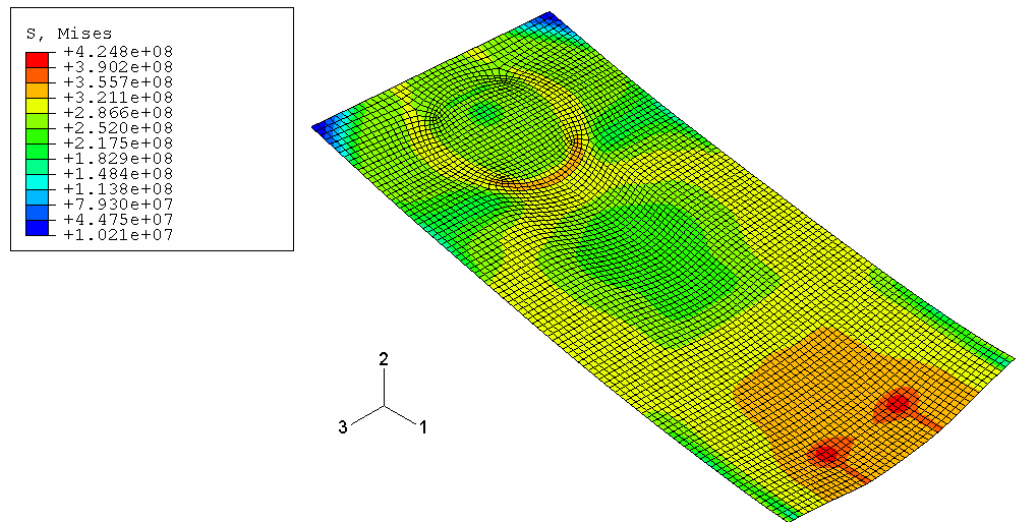 S, Mises
+4.248e+08
+3.902e+08
+3.557e+08
+3.211e+08
+2.866e+08
+2.520e+08
+2.175e+08
+1.829e+08
+1.484e+08
+1.138e+08
+7.930e+07
+4.475e+07
+1.021e+07
2
3
1